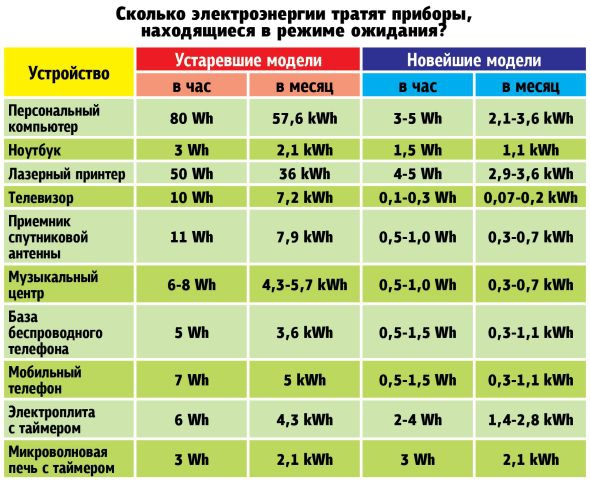 Сколько электроэнергии тратят приборы,
находящиеся в режиме ожидания?
Устройство
Устаревшие модели
Новейшие модели
в час
в месяц
в час
в месяц
Персональный
компьютер
80 Wh
57,6 kWh
3-5 Wh
2,1-3,6 kWh
Ноутбук
3 Wh
2,1 kWh
1,5 Wh
1,1 kWh
Лазерный принтер
50 Wh
36 kWh
4-5 Wh
2,9-3,6 kWh
Телевизор
10 Wh
7,2 kWh
0,1-0,3 Wh
0,07-0,2 kWh
Приемник
спутниковой
антенны
11 Wh
7,9 kWh
0,5-1,0 Wh
0,3-0,7 kWh
Музыкальный
центр
6-8 Wh
4,3-5,7 kWh
0,5-1,0 Wh
0,3-0,7 kWh
База
беспроводного
телефона
5 Wh
3,6 kWh
0,5-1,5 Wh
0,3-1,1 kWh
Мобильный
телефон
7 Wh
5 kWh
0,5-1,5 Wh
0,3-1,1 kWh
Электроплита
с таймером
6 Wh
4,3 kWh
2-4 Wh
1,4-2,8 kWh
Микроволновая
печь с таймером
3 Wh
2,1 kWh
3 Wh
2,1 kWh